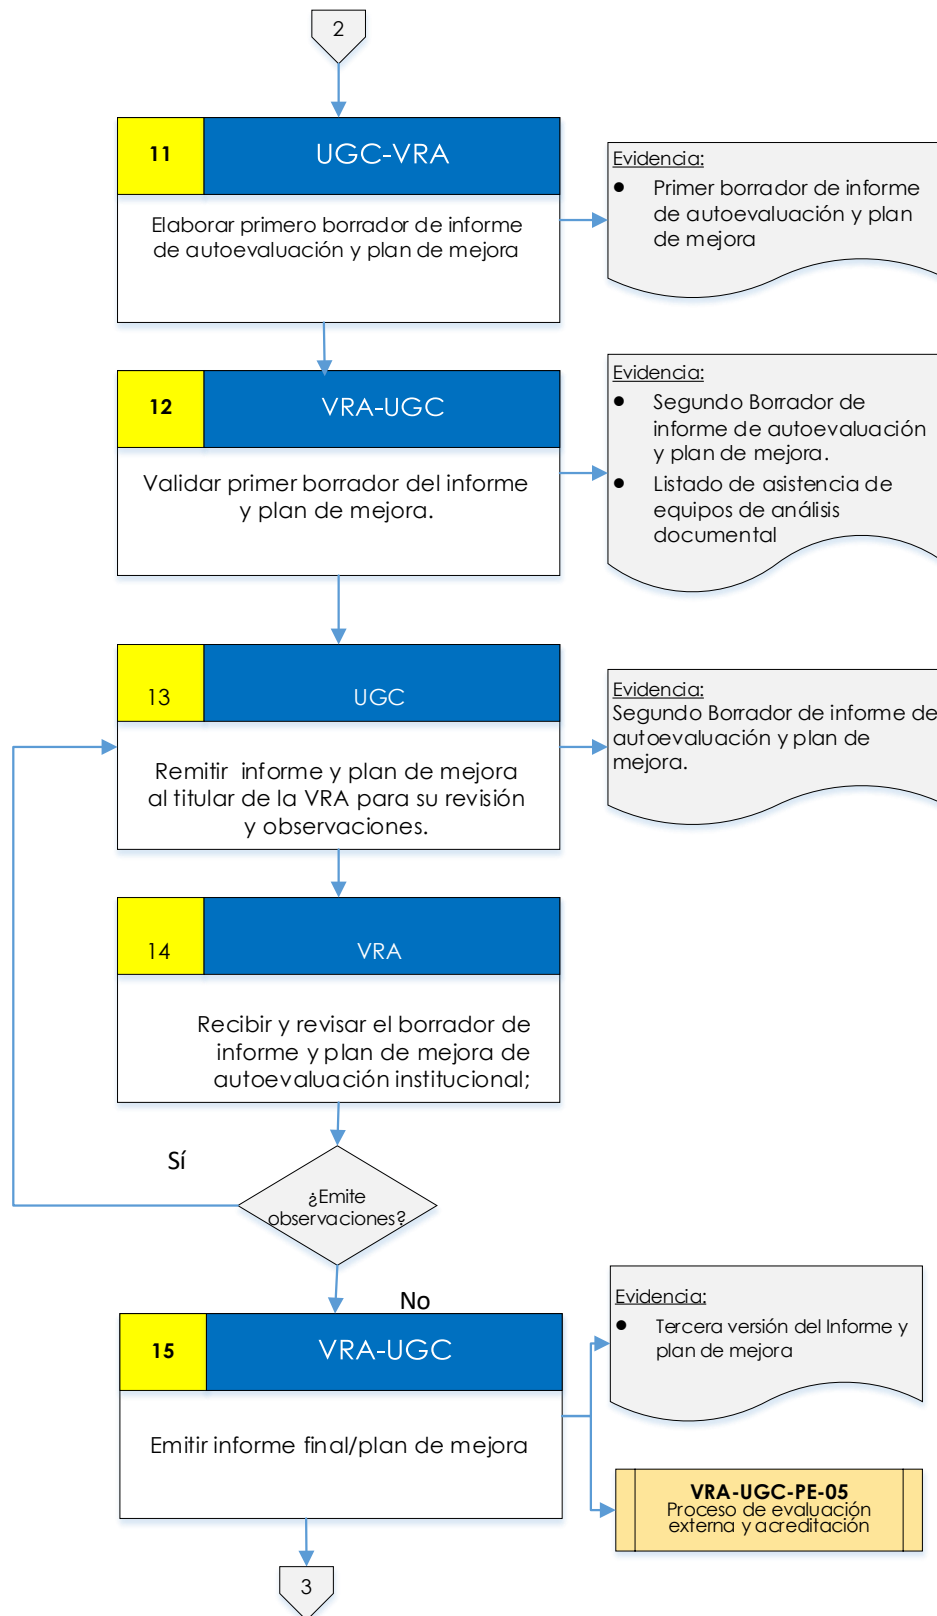 2
11
UGC-VRA
Elaborar primero borrador de informe
de autoevaluación y plan de mejora
Evidencia:
● Primer borrador de informe
de autoevaluación y plan
de mejora
12
VRA-UGC
Validar primer borrador del informe
y plan de mejora.
Evidencia:
● Segundo Borrador de
informe de autoevaluación
y plan de mejora.
● Listado de asistencia de
equipos de análisis
documental
13
UGC
Remitir informe y plan de mejora
al titular de la VRA para su revisión
y observaciones.
Evidencia:
Segundo Borrador de informe de
autoevaluación y plan de
mejora.
14
VRA
Recibir y revisar el borrador de
informe y plan de mejora de
autoevaluación institucional;
Sí
¿Emite
observaciones?
No
15
VRA-UGC
Emitir informe final/plan de mejora
Evidencia:
● Tercera versión del Informe y
plan de mejora
VRA-UGC-PE-05
Proceso de evaluación
externa y acreditación
3